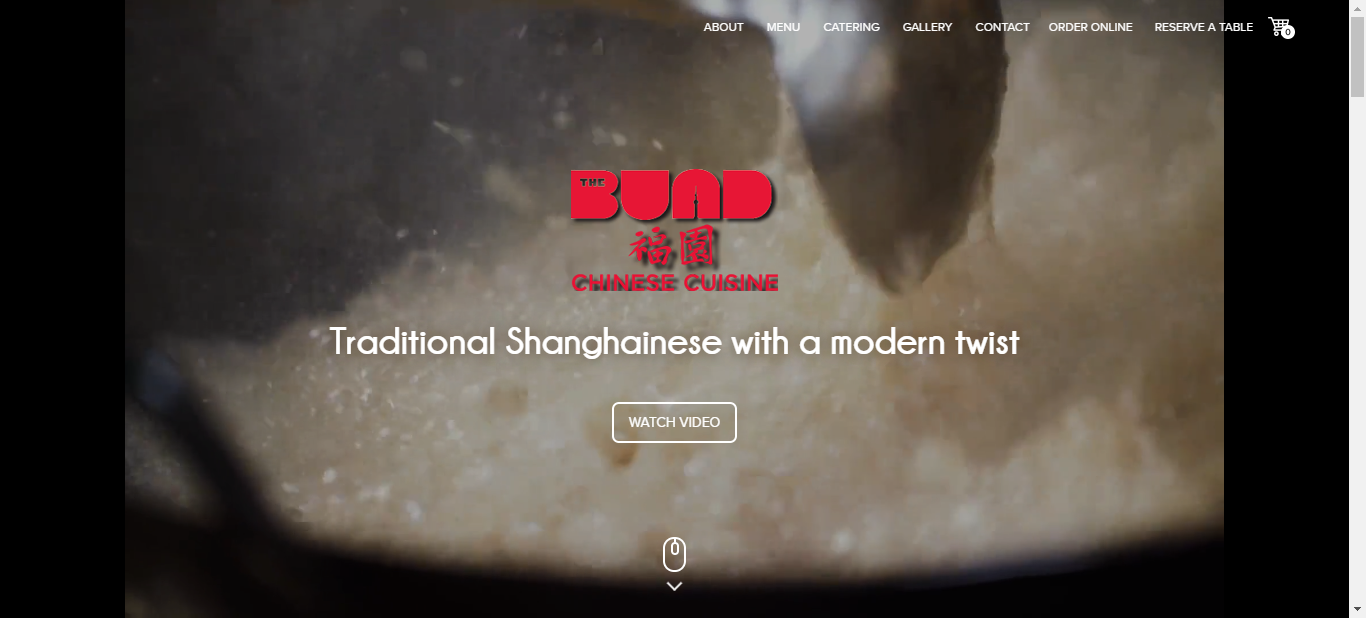 ABOUT MENU CATERING GALLERY CONTACT ORDER ONLINE RESERVE A TABLE 0
THE
BUAD
福園
CHINESE CUISINE
Traditional Shanghainese with a modern twist
WATCH VIDEO